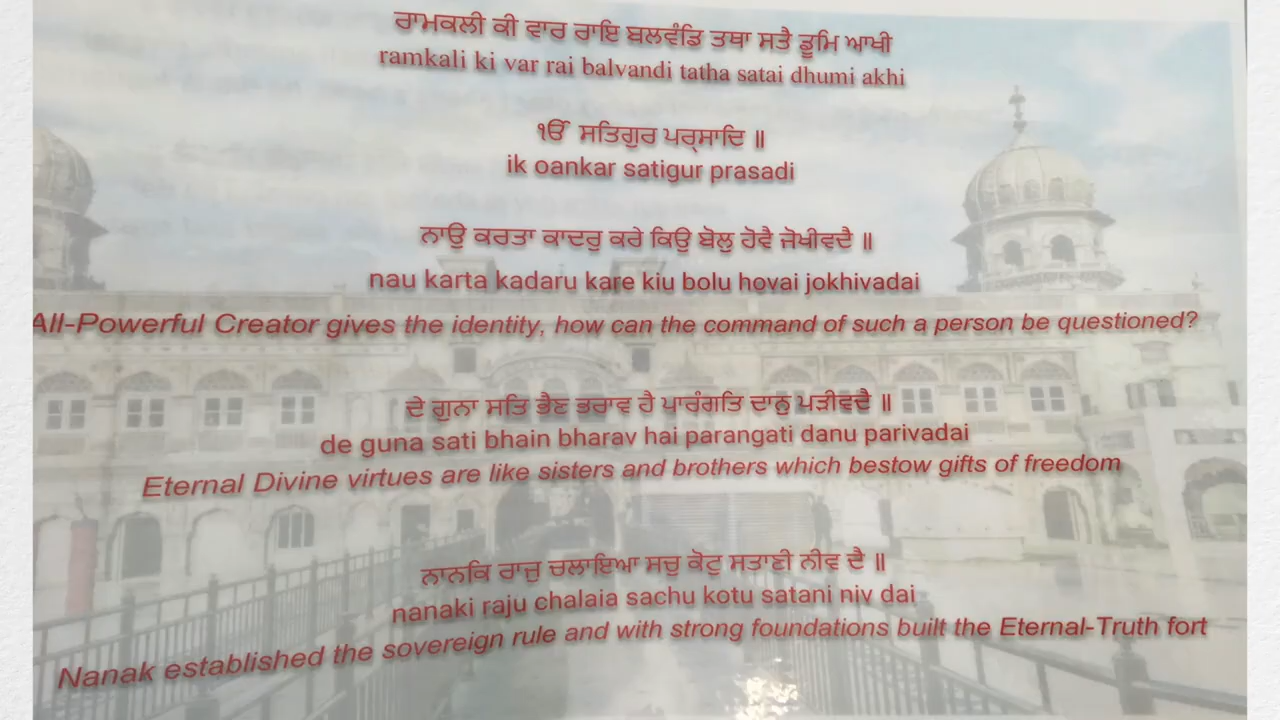 ਰਾਮਕਲੀ ਕੀ ਵਾਰ ਰਾਇ ਬਲਵੰਡਿ ਤਥਾ ਸਤੈ ਡੂਮਿ ਆਖੀ
ramkali ki var rai balvandi tatha satai dhumi akhi
ੴ ਸਤਿਗੁਰ ਪਰ੍ਸਾਦਿ ॥
ik oankar satigur prasadi
ਨਾਉ ਕਰਤਾ ਕਾਦਰੁ ਕਰੇ ਕਿਉ ਬੋਲੁ ਹੋਵੈ ਜੋਖੀਵਦੈ ॥
nau karta kadaru kare kiu bolu hovai jokhivadai
All-Powerful Creator gives the identity, how can the command of such a person be questioned?
ਦੇ ਗੁਨਾ ਸਤਿ ਭੈਣ ਭਰਾਵ ਹੈ ਪਾਰੰਗਤਿ ਦਾਨੁ ਪੜੀਵਦੈ ॥
de guna sati bhain bharav hai parangati danu parivadai
Eternal Divine virtues are like sisters and brothers which bestow gifts of freedom
ਨਾਨਕਿ ਰਾਜੁ ਚਲਾਇਆ ਸਚੁ ਕੋਟੁ ਸਤਾਣੀ ਨੀਵ ਦੈ ॥
nanaki raju chalaia sachu kotu satani niv dai
Nanak established the sovereign rule and with strong foundations built the Eternal-Truth fort